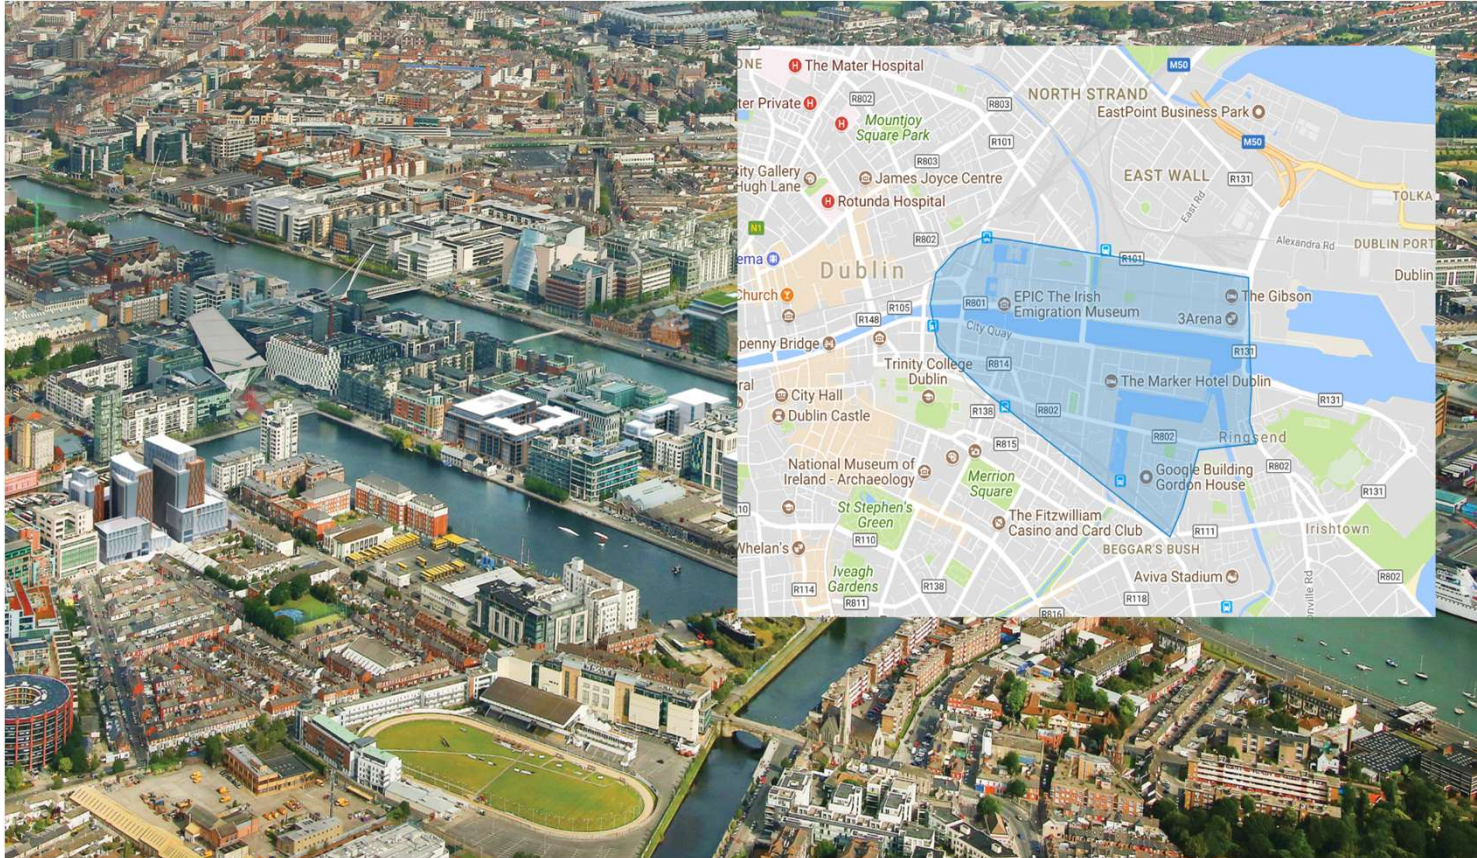 ONE
The Mater Hospital
M50
NORTH STRAND
EastPoint Business Park
ter Private
R802
R803
Mountjoy
Square Park
R101
M50
R803
EAST WALL
R131
ity Gallery
Hugh Lane
James Joyce Centre
TOLKA
Rotunda Hospital
East Rd
N1
R802
Alexandra Rd
DUBLIN PORT
ema
Dublin
R101
Dublin
Church
R801
EPIC The Irish
Emigration Museum
The Gibson
R105
R148
3Arena
City Quay
penny Bridge
R131
Trinity College
Dublin
R814
ral
The Marker Hotel Dublin
City Hall
R131
Dublin Castle
R138
R802
R802
Ringsend
R815
R802
National Museum of
Ireland - Archaeology
Google Building
Gordon House
Merrion
Square
R131
10
St Stephen's
Green
The Fitzwilliam
Casino and Card Club
R111
Irishtown
Whelan's
R110
BEGGAR'S BUSH
Iveagh
Gardens
Aviva Stadium
R802
R114
R138
R118
nville Rd
R811
R816